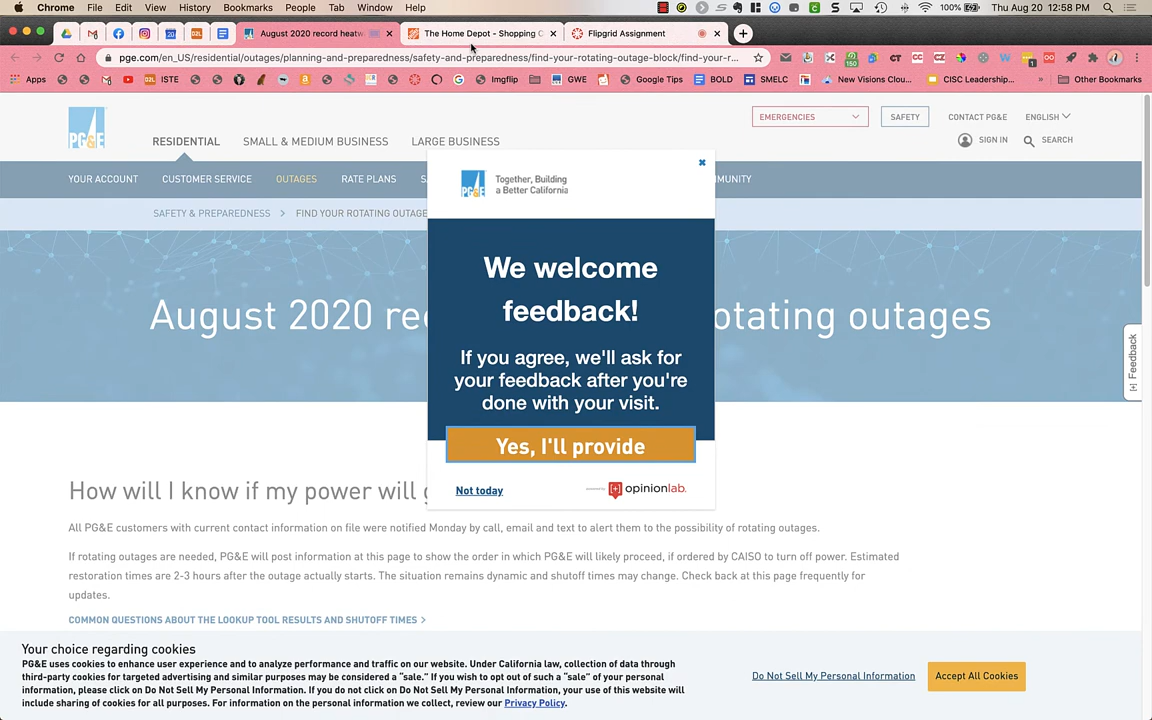 Chrome File Edit View History Bookmarks People Tab Window Help 100% Thu Aug 20 12:58 PM
August 2020 record heatw
The Home Depot - Shopping C
Flipgrid Assignment
pge.com/en_US/residential/outages/planning-and-preparedness/safety-and-preparedness/find-your-rotating-outage-block/find-your-r...
Apps ISTE Imgflip GWE Google Tips BOLD SMELC New Visions Clou... CISC Leadership... » Other Bookmarks
EMERGENCIES SAFETY CONTACT PG&E ENGLISH
PG&E RESIDENTIAL SMALL & MEDIUM BUSINESS LARGE BUSINESS SIGN IN SEARCH
YOUR ACCOUNT CUSTOMER SERVICE OUTAGES RATE PLANS
SAFETY & PREPAREDNESS > FIND YOUR ROTATING OUTAGE
August 2020 re otating outages
PG&E Together, Building
a Better California
We welcome
feedback!
If you agree, we'll ask for
your feedback after you're
done with your visit.
Yes, I'll provide
Not today
opinionlab.
[+] Feedback
How will I know if my power will g
All PG&E customers with current contact information on file were notified Monday by call, email and text to alert them to the possibility of rotating outages.
If rotating outages are needed, PG&E will post information at this page to show the order in which PG&E will likely proceed, if ordered by CAISO to turn off power. Estimated
restoration times are 2-3 hours after the outage actually starts. The situation remains dynamic and shutoff times may change. Check back at this page frequently for
updates.
COMMON QUESTIONS ABOUT THE LOOKUP TOOL RESULTS AND SHUTOFF TIMES >
Your choice regarding cookies
PG&E uses cookies to enhance user experience and to analyze performance and traffic on our website. Under California law, collection of data through
third-party cookies for targeted advertising and similar purposes may be considered a “sale.” If you wish to opt out of such a “sale” of your personal
information, please click on Do Not Sell My Personal Information. If you do not click on Do Not Sell My Personal Information, your use of this website will
include sharing of cookies for all purposes. For information on the personal information we collect, review our Privacy Policy.
Do Not Sell My Personal Information
Accept All Cookies